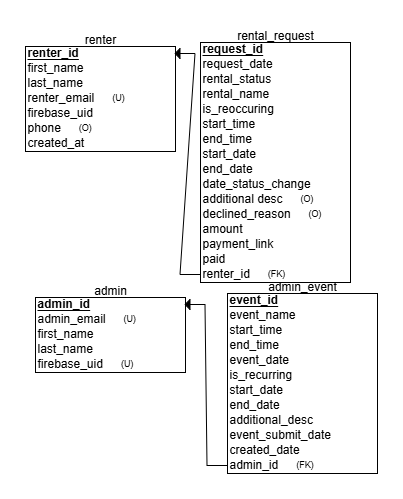 renter
renter_id
first_name
last_name
renter_email (U)
firebase_uid
phone (O)
created_at
rental_request
request_id
request_date
rental_status
rental_name
is_reoccuring
start_time
end_time
start_date
end_date
date_status_change
additional desc (O)
declined_reason (O)
amount
payment_link
paid
renter_id (FK)
admin
admin_id
admin_email (U)
first_name
last_name
firebase_uid (U)
admin_event
event_id
event_name
start_time
end_time
event_date
is_recurring
start_date
end_date
additional_desc
event_submit_date
created_date
admin_id (FK)